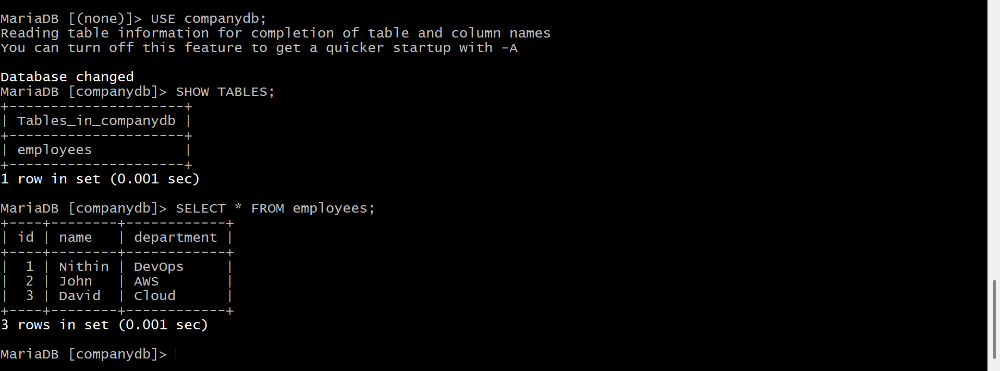 MariaDB [(none)]> USE companydb;
Reading table information for completion of table and column names
You can turn off this feature to get a quicker startup with -A
Database changed
MariaDB [companydb]> SHOW TABLES;
+---------------------+
| Tables_in_companydb |
+---------------------+
| employees           |
+---------------------+
1 row in set (0.001 sec)
MariaDB [companydb]> SELECT * FROM employees;
+----+--------+------------+
| id | name   | department |
+----+--------+------------+
|  1 | Nithin | DevOps     |
|  2 | John   | AWS        |
|  3 | David  | Cloud      |
+----+--------+------------+
3 rows in set (0.001 sec)
MariaDB [companydb]>